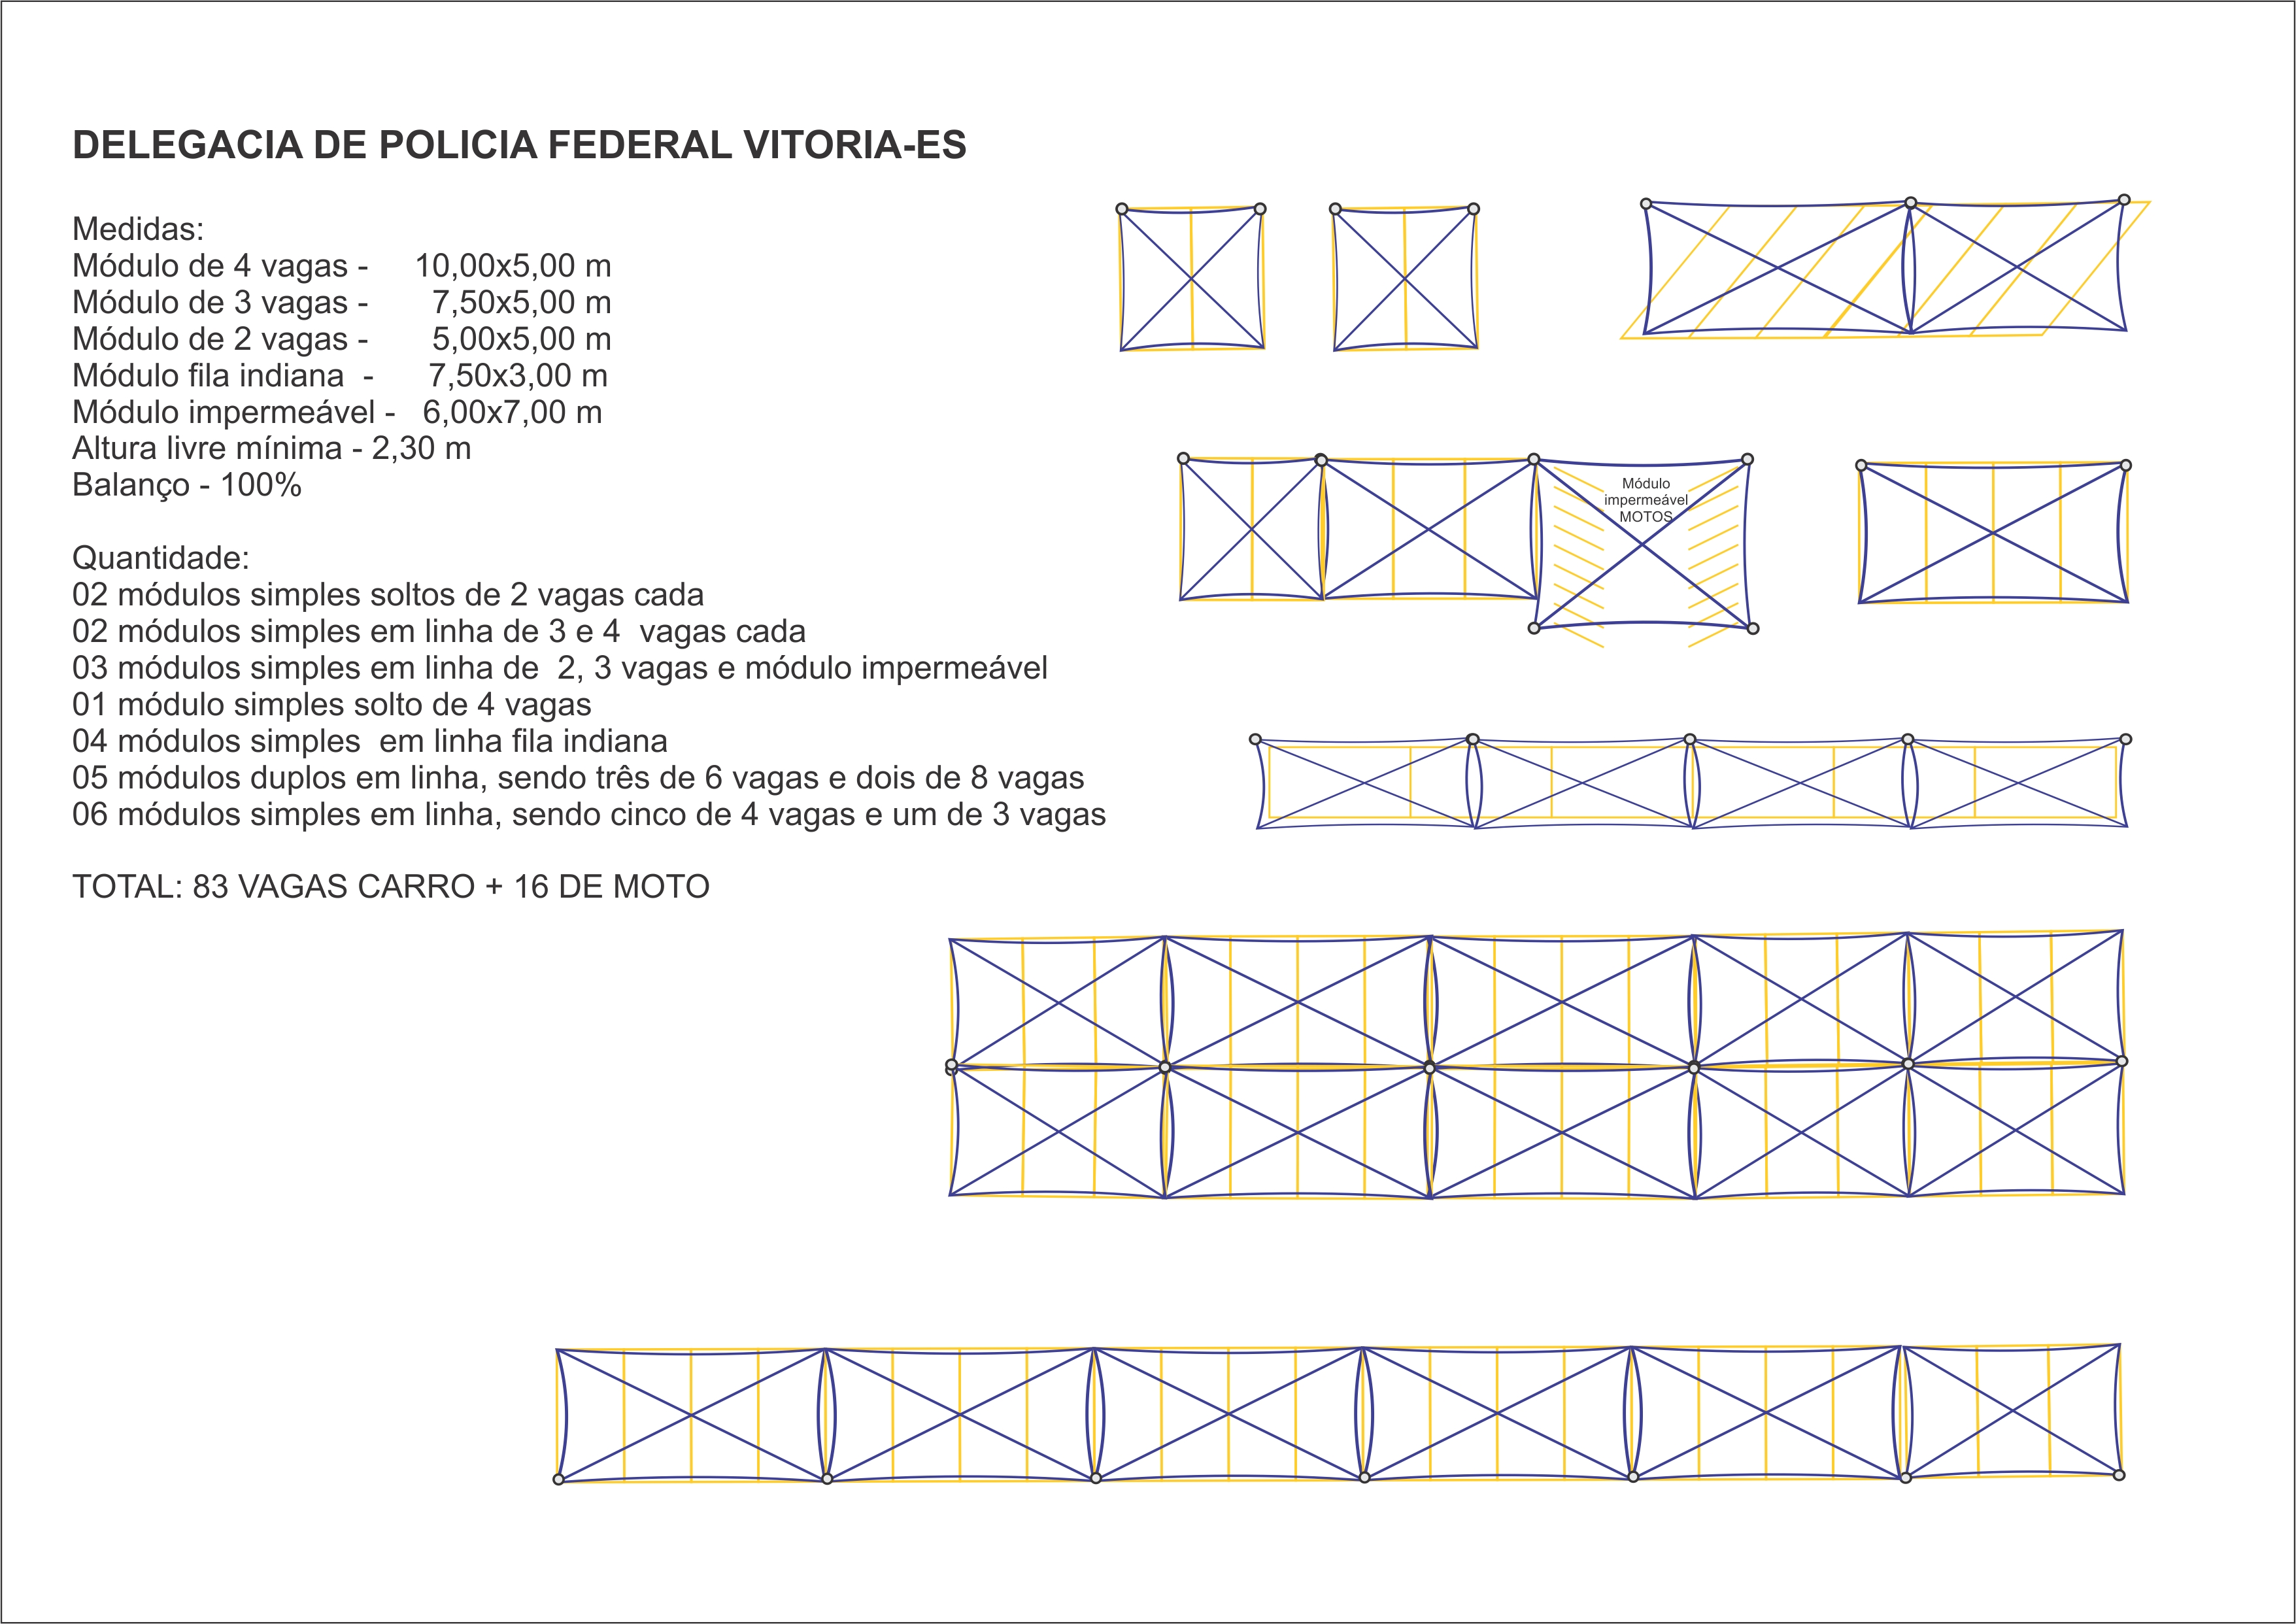 DELEGACIA DE POLICIA FEDERAL VITORIA-ES
Medidas:
Módulo de 4 vagas - 10,00x5,00 m
Módulo de 3 vagas - 7,50x5,00 m
Módulo de 2 vagas - 5,00x5,00 m
Módulo fila indiana - 7,50x3,00 m
Módulo impermeável - 6,00x7,00 m
Altura livre mínima - 2,30 m
Balanço - 100%
Quantidade:
02 módulos simples soltos de 2 vagas cada
02 módulos simples em linha de 3 e 4 vagas cada
03 módulos simples em linha de 2, 3 vagas e módulo impermeável
01 módulo simples solto de 4 vagas
04 módulos simples em linha fila indiana
05 módulos duplos em linha, sendo três de 6 vagas e dois de 8 vagas
06 módulos simples em linha, sendo cinco de 4 vagas e um de 3 vagas
TOTAL: 83 VAGAS CARRO + 16 DE MOTO
Módulo
impermeável
MOTOS